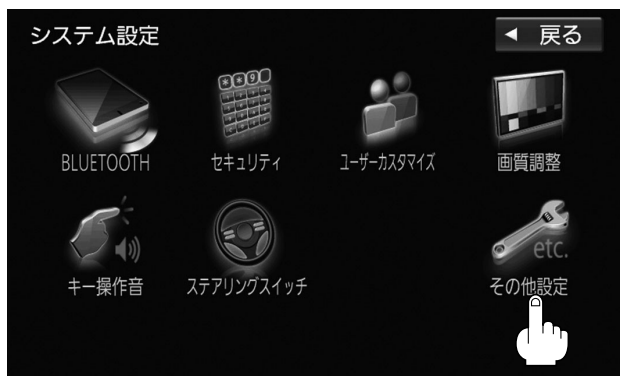 システム設定
◀ 戻る
BLUETOOTH
セキュリティ
ユーザーカスタマイズ
画質調整
キー操作音
ステアリングスイッチ
etc.
その他設定